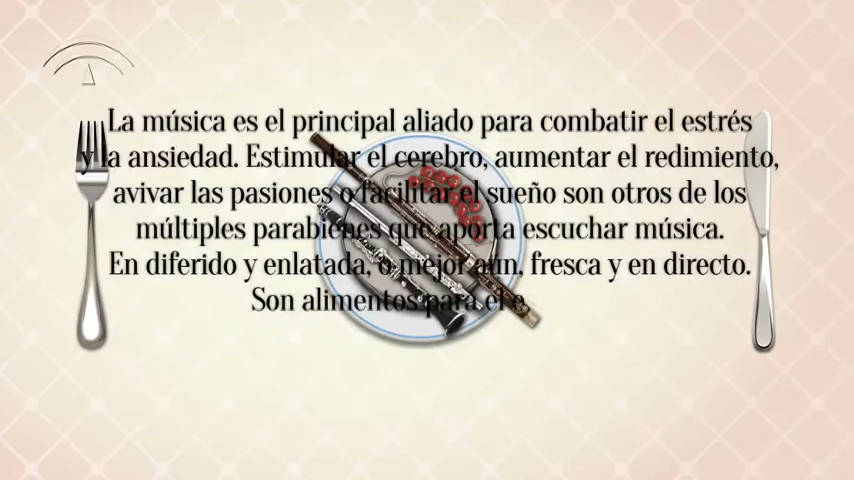 La música es el principal aliado para combatir el estrés
y la ansiedad. Estimular el cerebro, aumentar el redimiento,
avivar las pasiones o facilitar el sueño son otros de los
múltiples parabienes que aporta escuchar música.
En diferido y enlatada, o mejor aún, fresca y en directo.
Son alimentos para el e